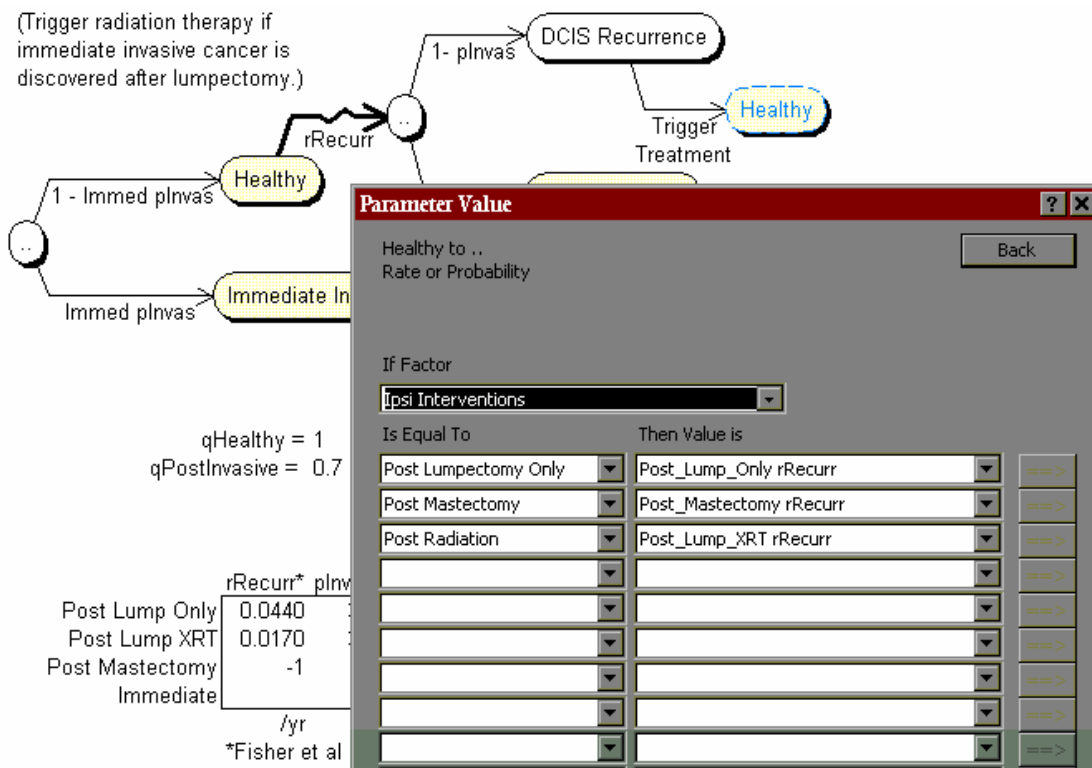 (Trigger radiation therapy if
immediate invasive cancer is
discovered after lumpectomy.)
1- pInvas
DCIS Recurrence
Healthy
Trigger
Treatment
..
rRecurr
Healthy
1 - Immed pInvas
..
Immed pInvas
Immediate In
qHealthy = 1
qPostInvasive = 0.7
rRecurr* pInv
Post Lump Only 0.0440
Post Lump XRT 0.0170
Post Mastectomy -1
Immediate
/yr
*Fisher et al
Parameter Value
? X
Healthy to ..
Rate or Probability
Back
If Factor
Ipsi Interventions
Is Equal To Then Value is
Post Lumpectomy Only Post_Lump_Only rRecurr ==>
Post Mastectomy Post_Mastectomy rRecurr ==>
Post Radiation Post_Lump_XRT rRecurr ==>
==>
==>
==>
==>
==>
==>